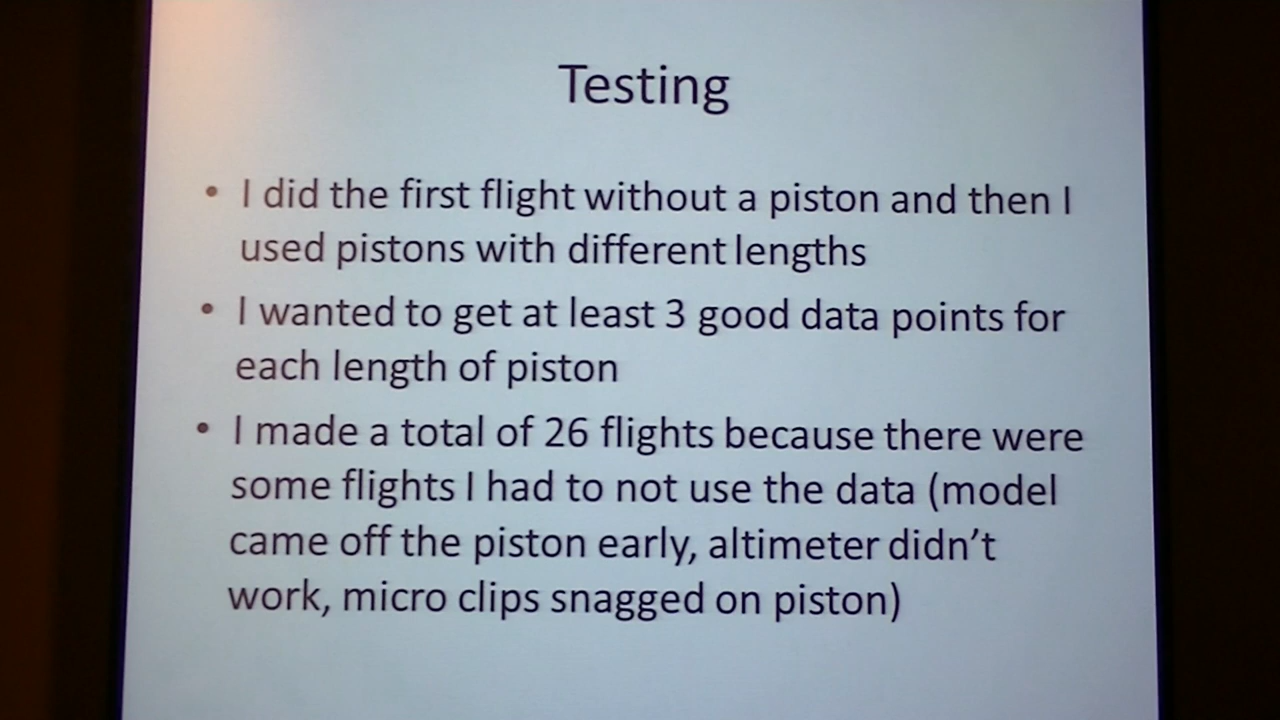 Testing
• I did the first flight without a piston and then I
used pistons with different lengths
• I wanted to get at least 3 good data points for
each length of piston
• I made a total of 26 flights because there were
some flights I had to not use the data (model
came off the piston early, altimeter didn’t
work, micro clips snagged on piston)